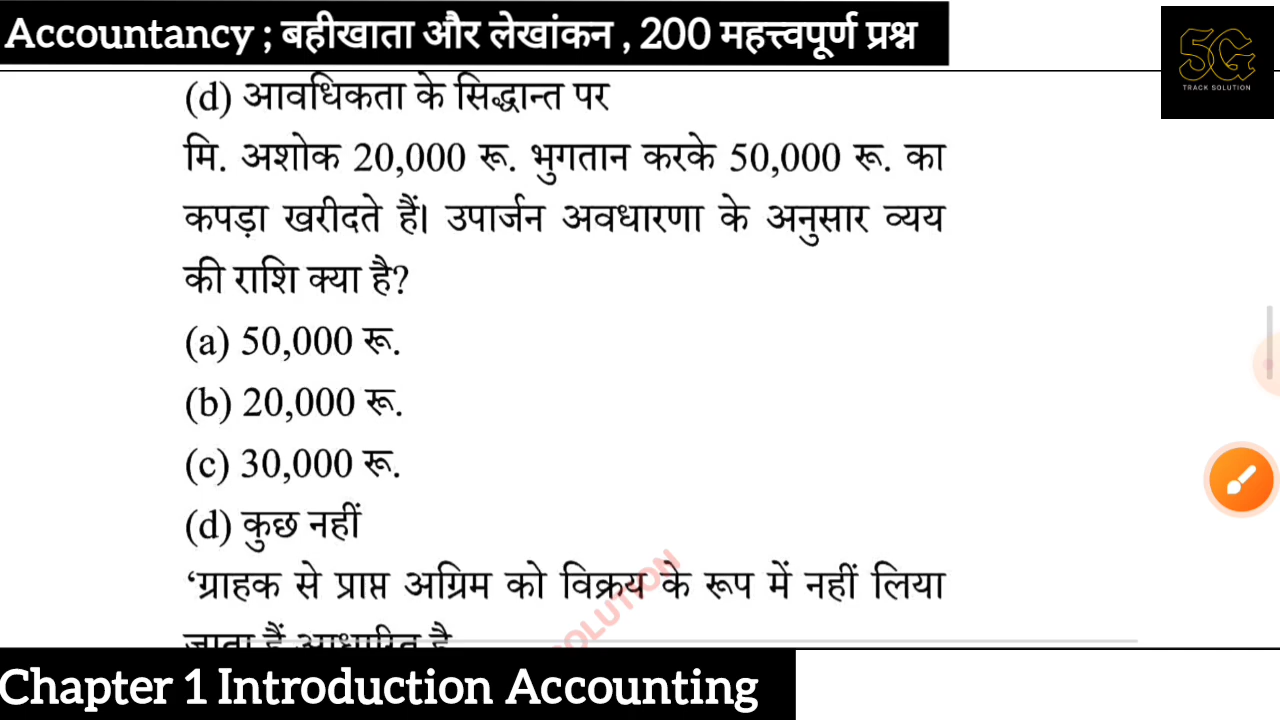 Accountancy ; बहीखाता और लेखांकन , 200 महत्त्वपूर्ण प्रश्न
5G
TRACK SOLUTION
(d) आवधिकता के सिद्धान्त पर
मि. अशोक 20,000 रू. भुगतान करके 50,000 रू. का
कपड़ा खरीदते हैं। उपार्जन अवधारणा के अनुसार व्यय
की राशि क्या है?
(a) 50,000 रू.
(b) 20,000 रू.
(c) 30,000 रू.
(d) कुछ नहीं
‘ग्राहक से प्राप्त अग्रिम को विक्रय के रूप में नहीं लिया
जाता हैं आधारित है
SOLUTION
Chapter 1 Introduction Accounting